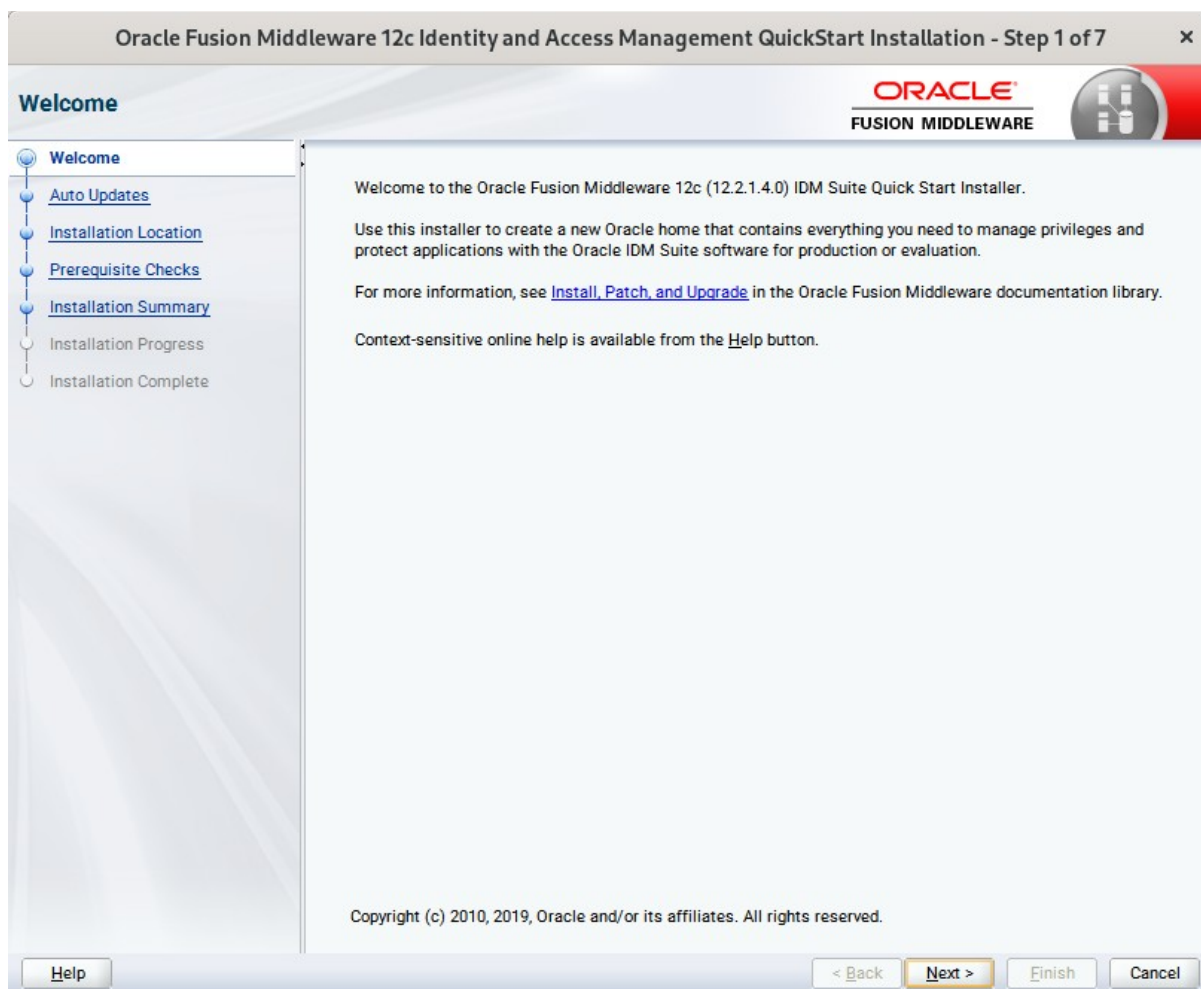 Oracle Fusion Middleware 12c Identity and Access Management QuickStart Installation - Step 1 of 7
×
Welcome
ORACLE
FUSION MIDDLEWARE
Welcome
Auto Updates
Installation Location
Prerequisite Checks
Installation Summary
Installation Progress
Installation Complete
Welcome to the Oracle Fusion Middleware 12c (12.2.1.4.0) IDM Suite Quick Start Installer.
Use this installer to create a new Oracle home that contains everything you need to manage privileges and
protect applications with the Oracle IDM Suite software for production or evaluation.
For more information, see Install, Patch, and Upgrade in the Oracle Fusion Middleware documentation library.
Context-sensitive online help is available from the Help button.
Copyright (c) 2010, 2019, Oracle and/or its affiliates. All rights reserved.
Help
< Back
Next >
Finish
Cancel